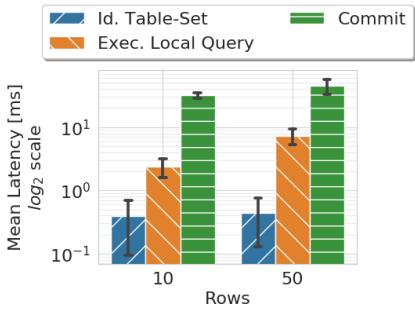 Id. Table-Set
Exec. Local Query
Commit
Mean Latency [ms]
log₂ scale
10¹
10⁰
10⁻¹
10
50
Rows